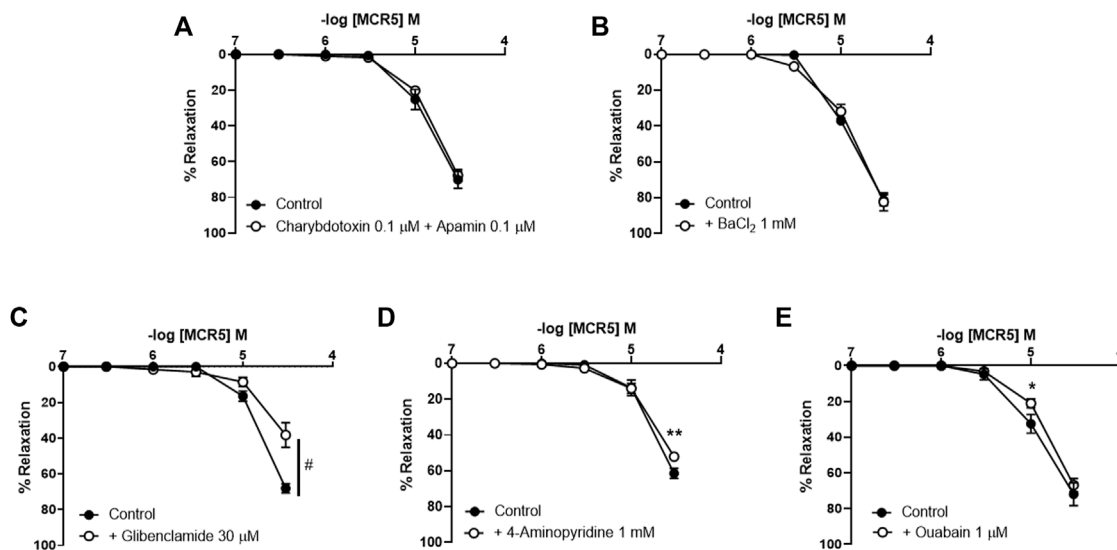 A
-log [MCR5] M
7 6 5 4
0
20
40
60
80
100
% Relaxation
Control
Charybdotoxin 0.1 μM + Apamin 0.1 μM
B
-log [MCR5] M
7 6 5 4
0
20
40
60
80
100
% Relaxation
Control
+ BaCl₂ 1 mM
C
-log [MCR5] M
7 6 5 4
0
20
40
60
80
100
% Relaxation
#
Control
+ Glibenclamide 30 μM
D
-log [MCR5] M
7 6 5 4
0
20
40
60
80
100
% Relaxation
**
Control
+ 4-Aminopyridine 1 mM
E
-log [MCR5] M
7 6 5 4
0
20
40
60
80
100
% Relaxation
*
Control
+ Ouabain 1 μM